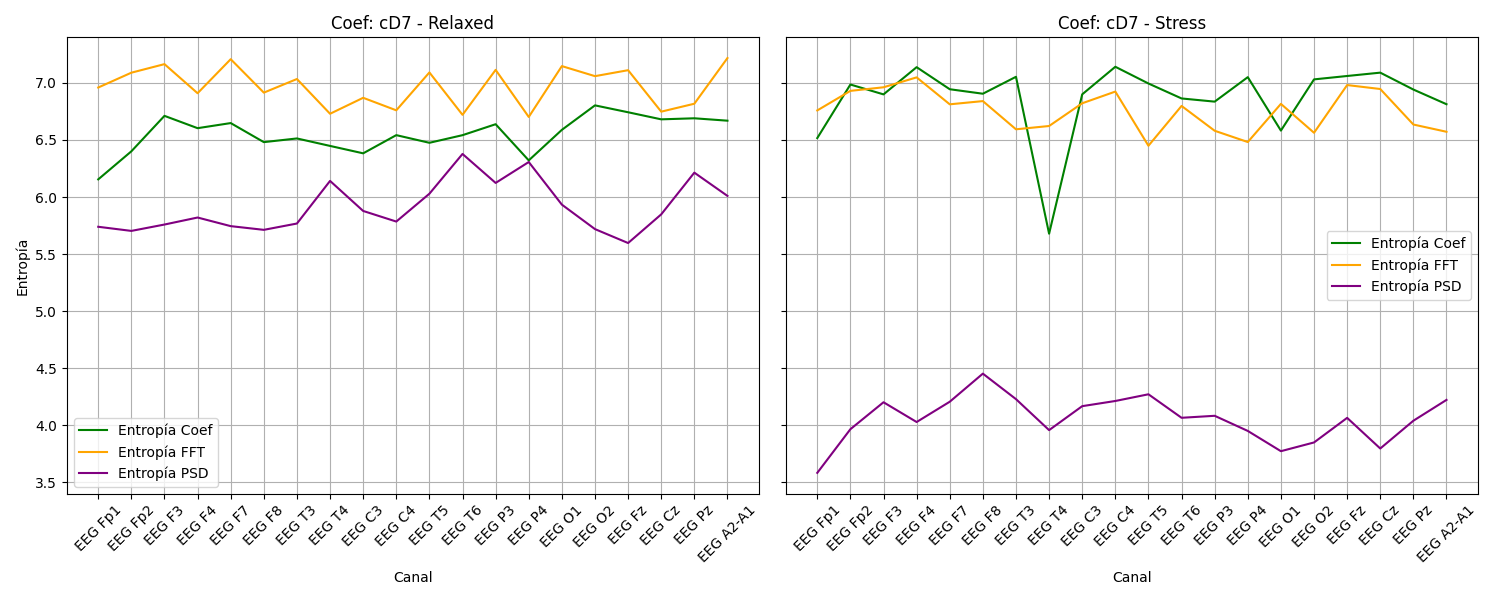 Coef: cD7 - Relaxed
Entropía
7.0
6.5
6.0
5.5
5.0
4.5
4.0
3.5
Entropía Coef
Entropía FFT
Entropía PSD
EEG Fp1
EEG Fp2
EEG F3
EEG F4
EEG F7
EEG F8
EEG T3
EEG T4
EEG C3
EEG C4
EEG T5
EEG T6
EEG P3
EEG P4
EEG O1
EEG O2
EEG Fz
EEG Cz
EEG Pz
EEG A2-A1
Canal
Coef: cD7 - Stress
Entropía Coef
Entropía FFT
Entropía PSD
EEG Fp1
EEG Fp2
EEG F3
EEG F4
EEG F7
EEG F8
EEG T3
EEG T4
EEG C3
EEG C4
EEG T5
EEG T6
EEG P3
EEG P4
EEG O1
EEG O2
EEG Fz
EEG Cz
EEG Pz
EEG A2-A1
Canal